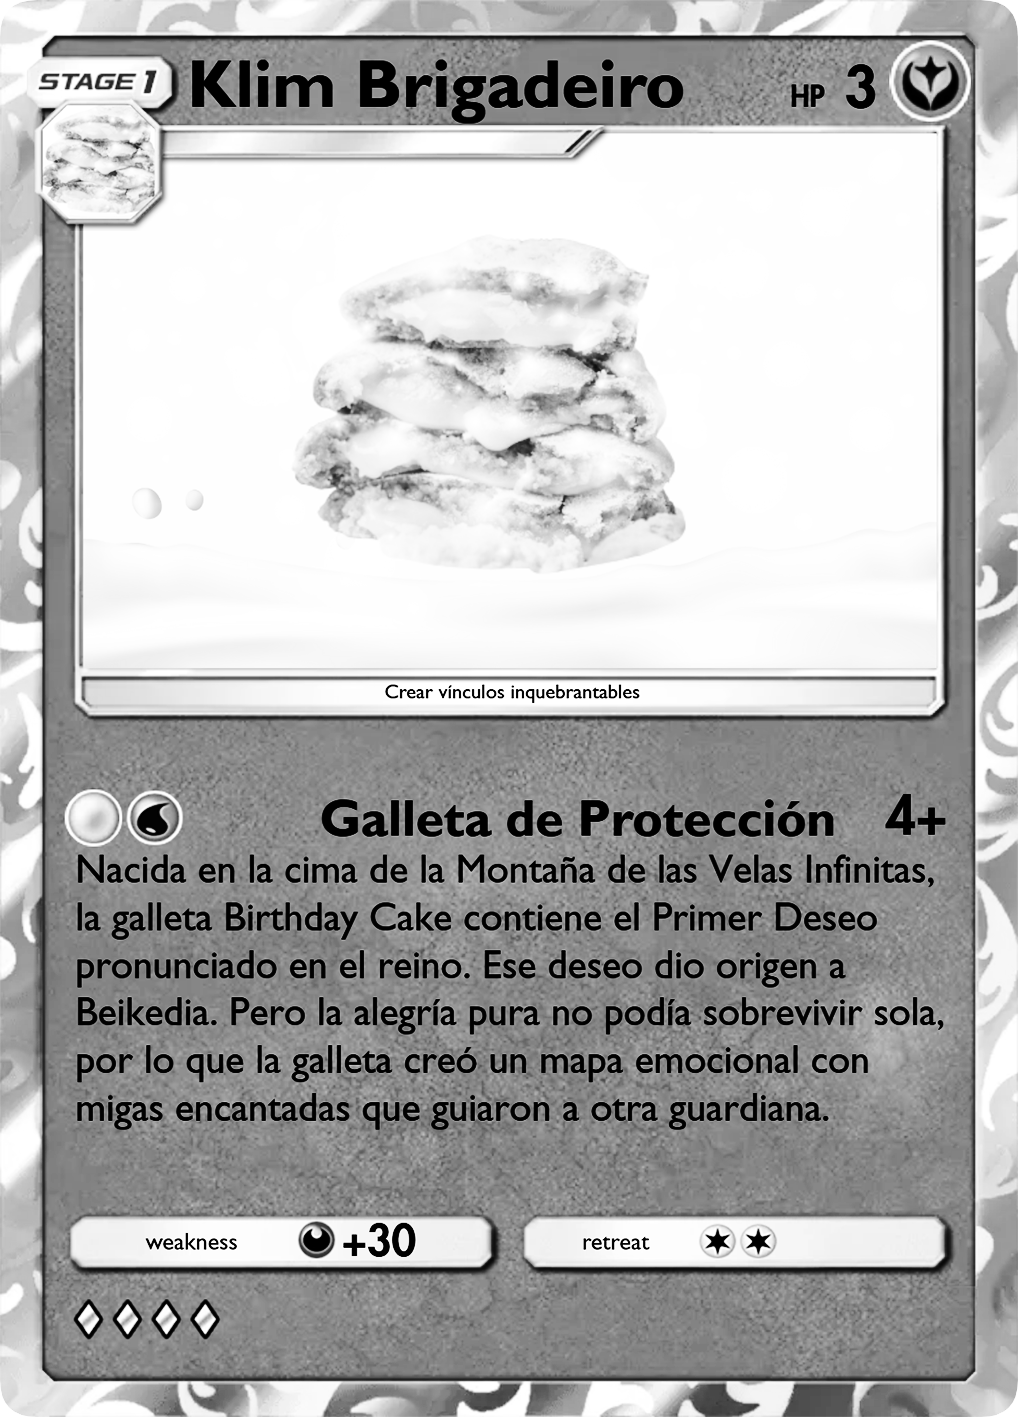 STAGE 1
Klim Brigadeiro
HP 3
Crear vínculos inquebrantables
Galleta de Protección 4+
Nacida en la cima de la Montaña de las Velas Infinitas,
la galleta Birthday Cake contiene el Primer Deseo
pronunciado en el reino. Ese deseo dio origen a
Beikedia. Pero la alegría pura no podía sobrevivir sola,
por lo que la galleta creó un mapa emocional con
migas encantadas que guiaron a otra guardiana.
weakness +30
retreat